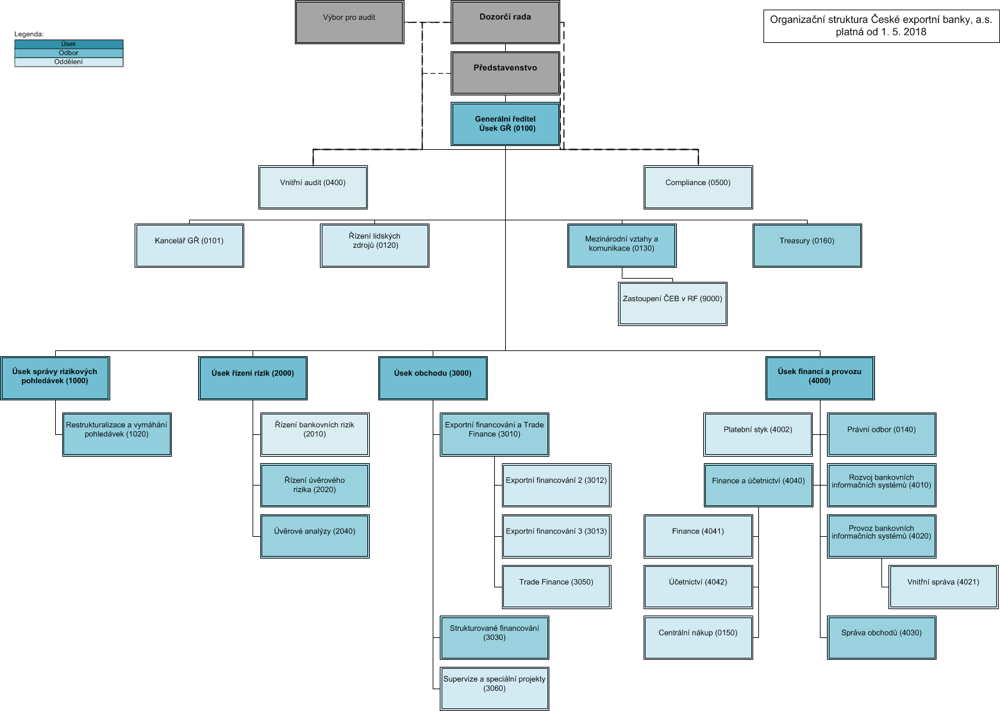 Výbor pro audit
Dozorčí rada
Organizační struktura České exportní banky, a.s.
platná od 1. 5. 2018
Legenda:
Úsek
Odbor
Oddělení
Představenstvo
Generální ředitel
Úsek GŘ (0100)
Vnitřní audit (0400)
Compliance (0500)
Kancelář GŘ (0101)
Řízení lidských
zdrojů (0120)
Mezinárodní vztahy a
komunikace (0130)
Treasury (0160)
Zastoupení ČEB v RF (9000)
Úsek správy rizikových
pohledávek (1000)
Úsek řízení rizik (2000)
Úsek obchodu (3000)
Úsek financí a provozu
(4000)
Restrukturalizace a vymáhání
pohledávek (1020)
Řízení bankovních rizik
(2010)
Řízení úvěrového
rizika (2020)
Úvěrové analýzy (2040)
Exportní financování a Trade
Finance (3010)
Exportní financování 2 (3012)
Exportní financování 3 (3013)
Trade Finance (3050)
Strukturované financování
(3030)
Supervize a speciální projekty
(3060)
Platební styk (4002)
Právní odbor (0140)
Finance a účetnictví (4040)
Rozvoj bankovních
informačních systémů (4010)
Finance (4041)
Provoz bankovních
informačních systémů (4020)
Účetnictví (4042)
Vnitřní správa (4021)
Centrální nákup (0150)
Správa obchodů (4030)